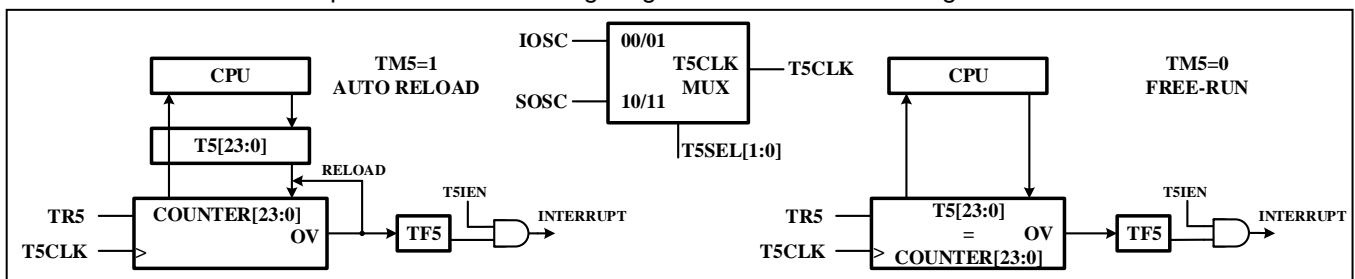 IOSC
00/01
T5CLK
MUX
SOSC
10/11
T5CLK
T5SEL[1:0]
TM5=1
AUTO RELOAD
CPU
T5[23:0]
RELOAD
TR5
T5CLK
COUNTER[23:0]
OV
TF5
T5IEN
INTERRUPT
TM5=0
FREE-RUN
CPU
TR5
T5CLK
T5[23:0]
=
COUNTER[23:0]
OV
TF5
T5IEN
INTERRUPT